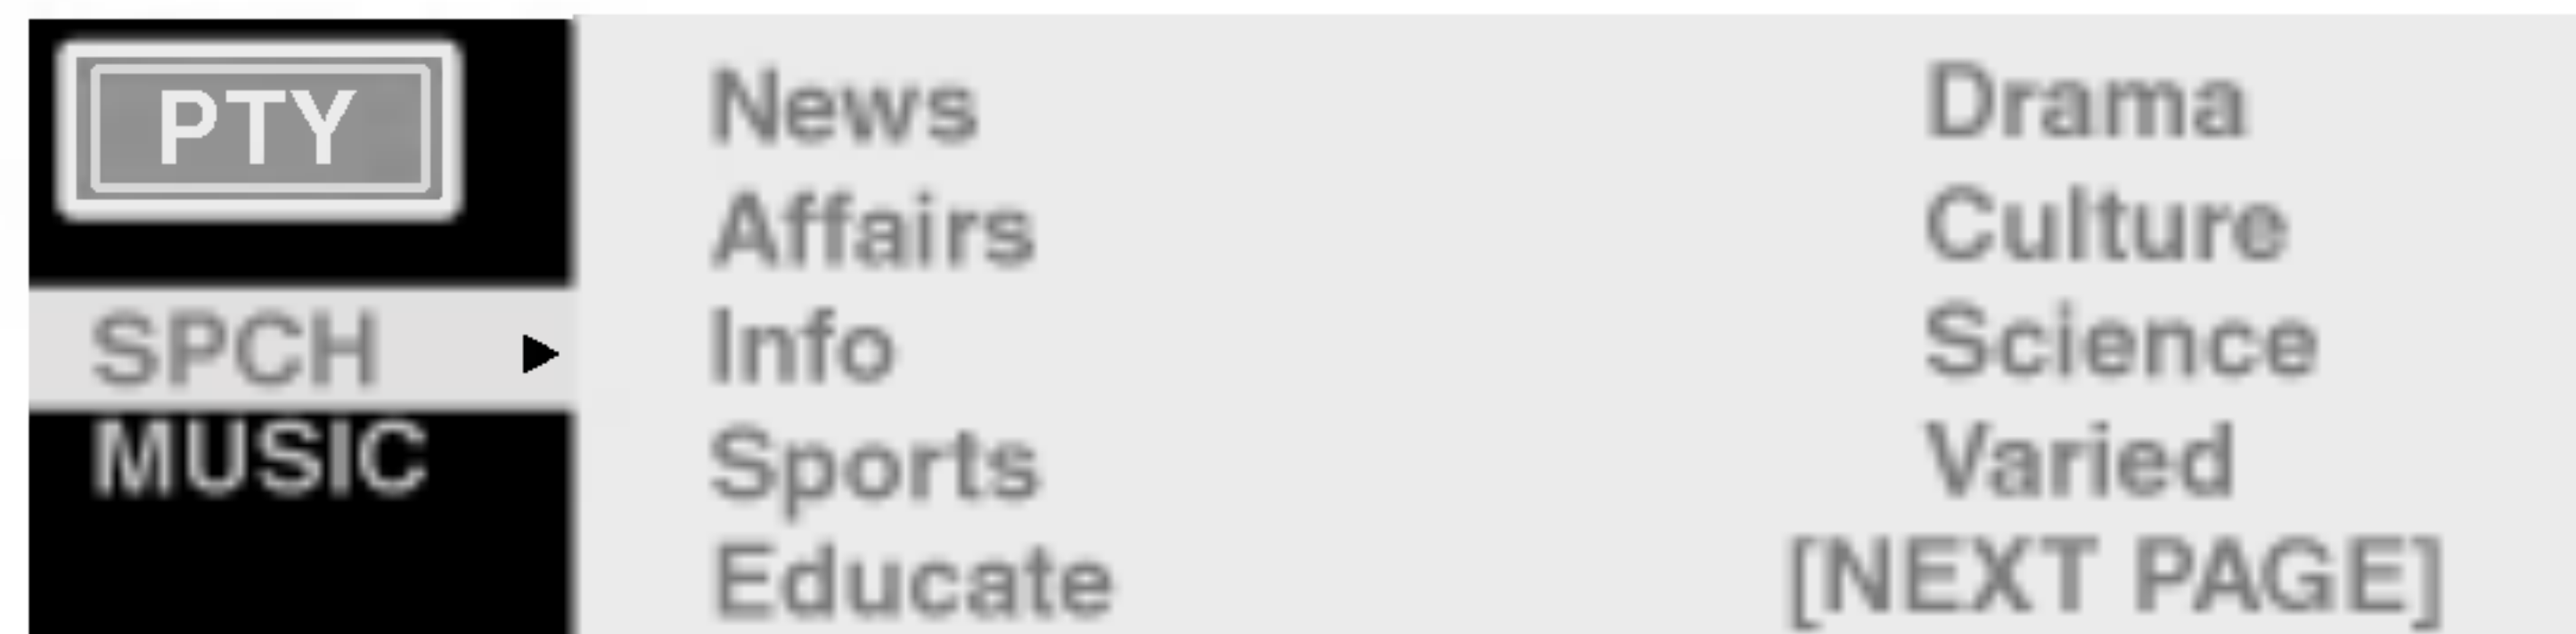 PTY
SPCH
MUSIC
News
Affairs
Info
Sports
Educate
Drama
Culture
Science
Varied
[NEXT PAGE]